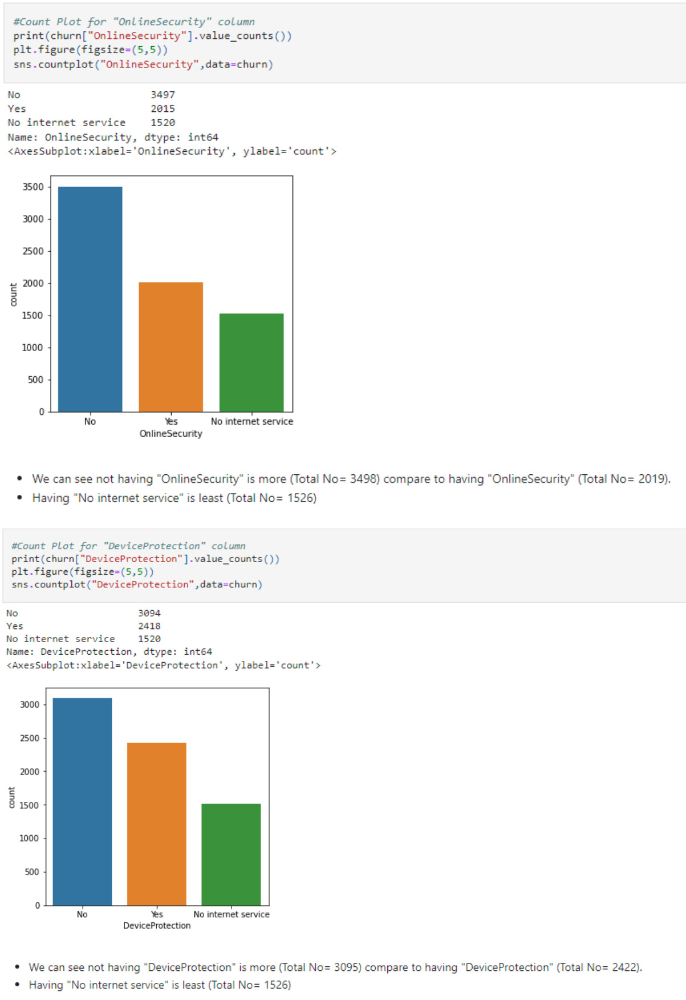 #Count Plot for "OnlineSecurity" column
print(churn["OnlineSecurity"].value_counts())
plt.figure(figsize=(5,5))
sns.countplot("OnlineSecurity",data=churn)
No 3497
Yes 2015
No internet service 1520
Name: OnlineSecurity, dtype: int64
<AxesSubplot:xlabel='OnlineSecurity', ylabel='count'>
3500
3000
2500
2000
1500
1000
500
0
count
No Yes No internet service
OnlineSecurity
• We can see not having "OnlineSecurity" is more (Total No= 3498) compare to having "OnlineSecurity" (Total No= 2019).
• Having "No internet service" is least (Total No= 1526)
#Count Plot for "DeviceProtection" column
print(churn["DeviceProtection"].value_counts())
plt.figure(figsize=(5,5))
sns.countplot("DeviceProtection",data=churn)
No 3094
Yes 2418
No internet service 1520
Name: DeviceProtection, dtype: int64
<AxesSubplot:xlabel='DeviceProtection', ylabel='count'>
3000
2500
2000
1500
1000
500
0
count
No Yes No internet service
DeviceProtection
• We can see not having "DeviceProtection" is more (Total No= 3095) compare to having "DeviceProtection" (Total No= 2422).
• Having "No internet service" is least (Total No= 1526)